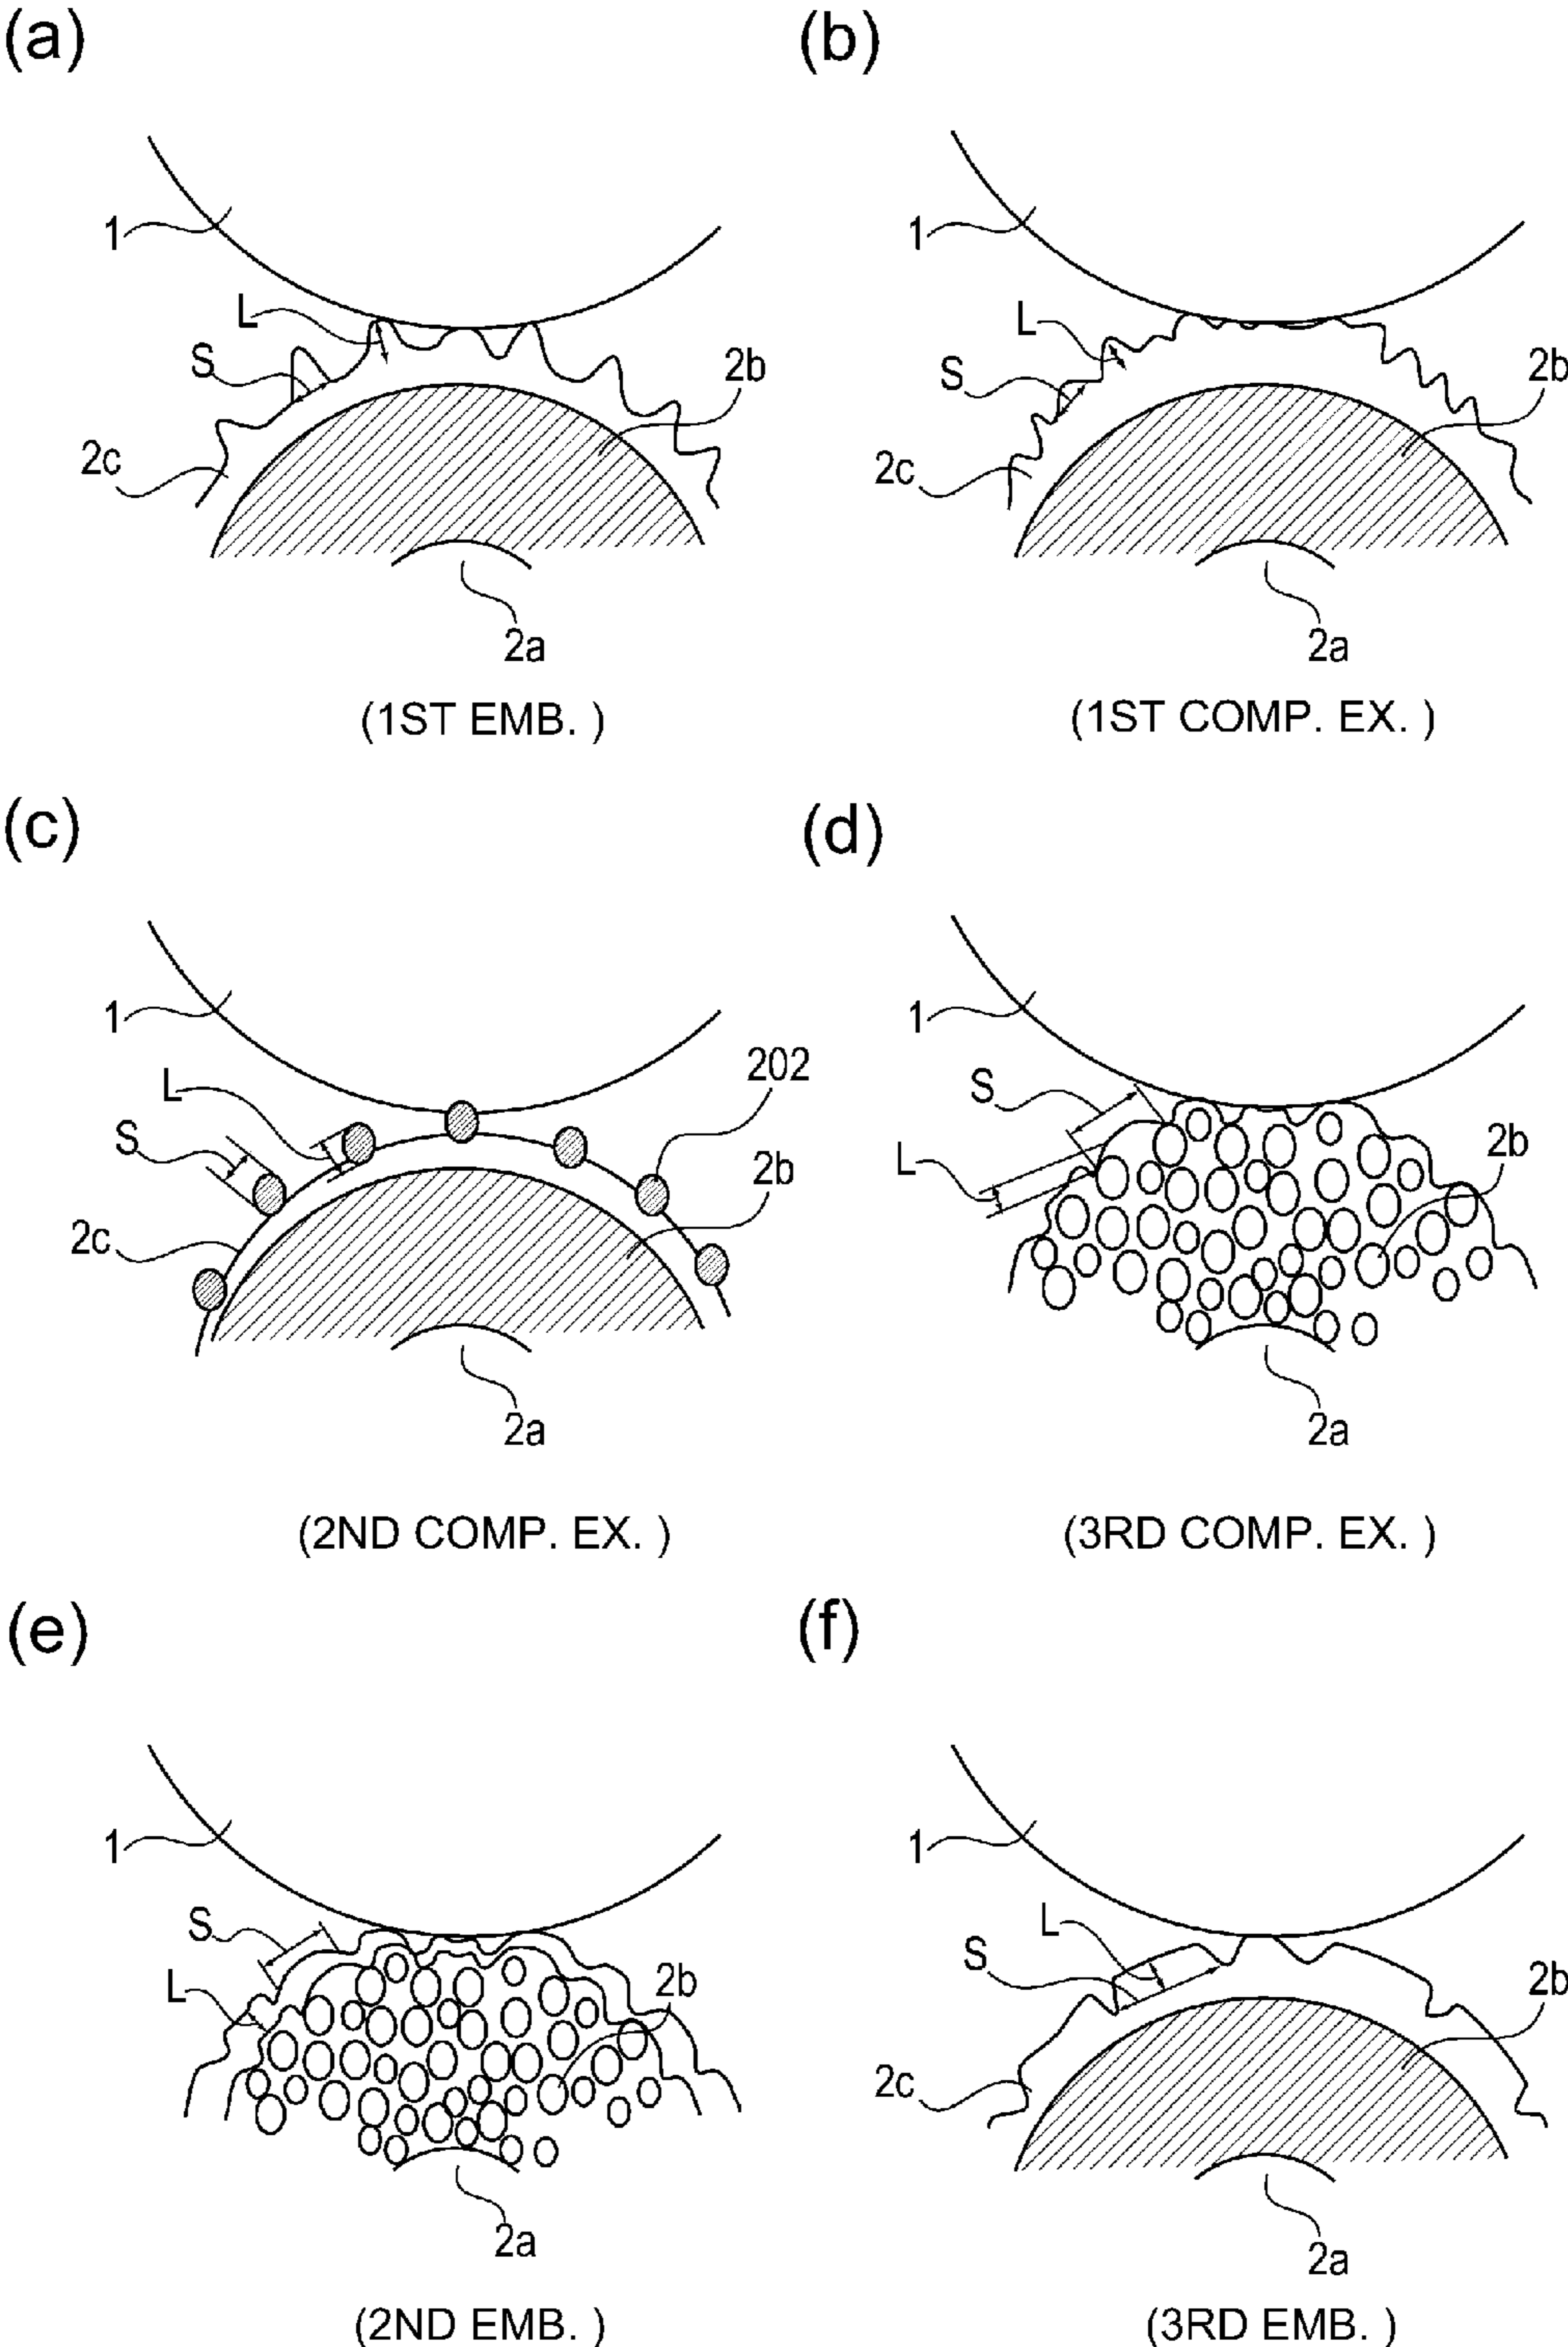 (a)
1
L
S
2b
2c
2a
(1ST EMB. )
(b)
1
L
S
2b
2c
2a
(1ST COMP. EX. )
(c)
1
202
L
S
2b
2c
2a
(2ND COMP. EX. )
(d)
1
S
L
2b
2a
(3RD COMP. EX. )
(e)
1
S
L
2b
2a
(2ND EMB. )
(f)
1
L
S
2b
2c
2a
(3RD EMB. )